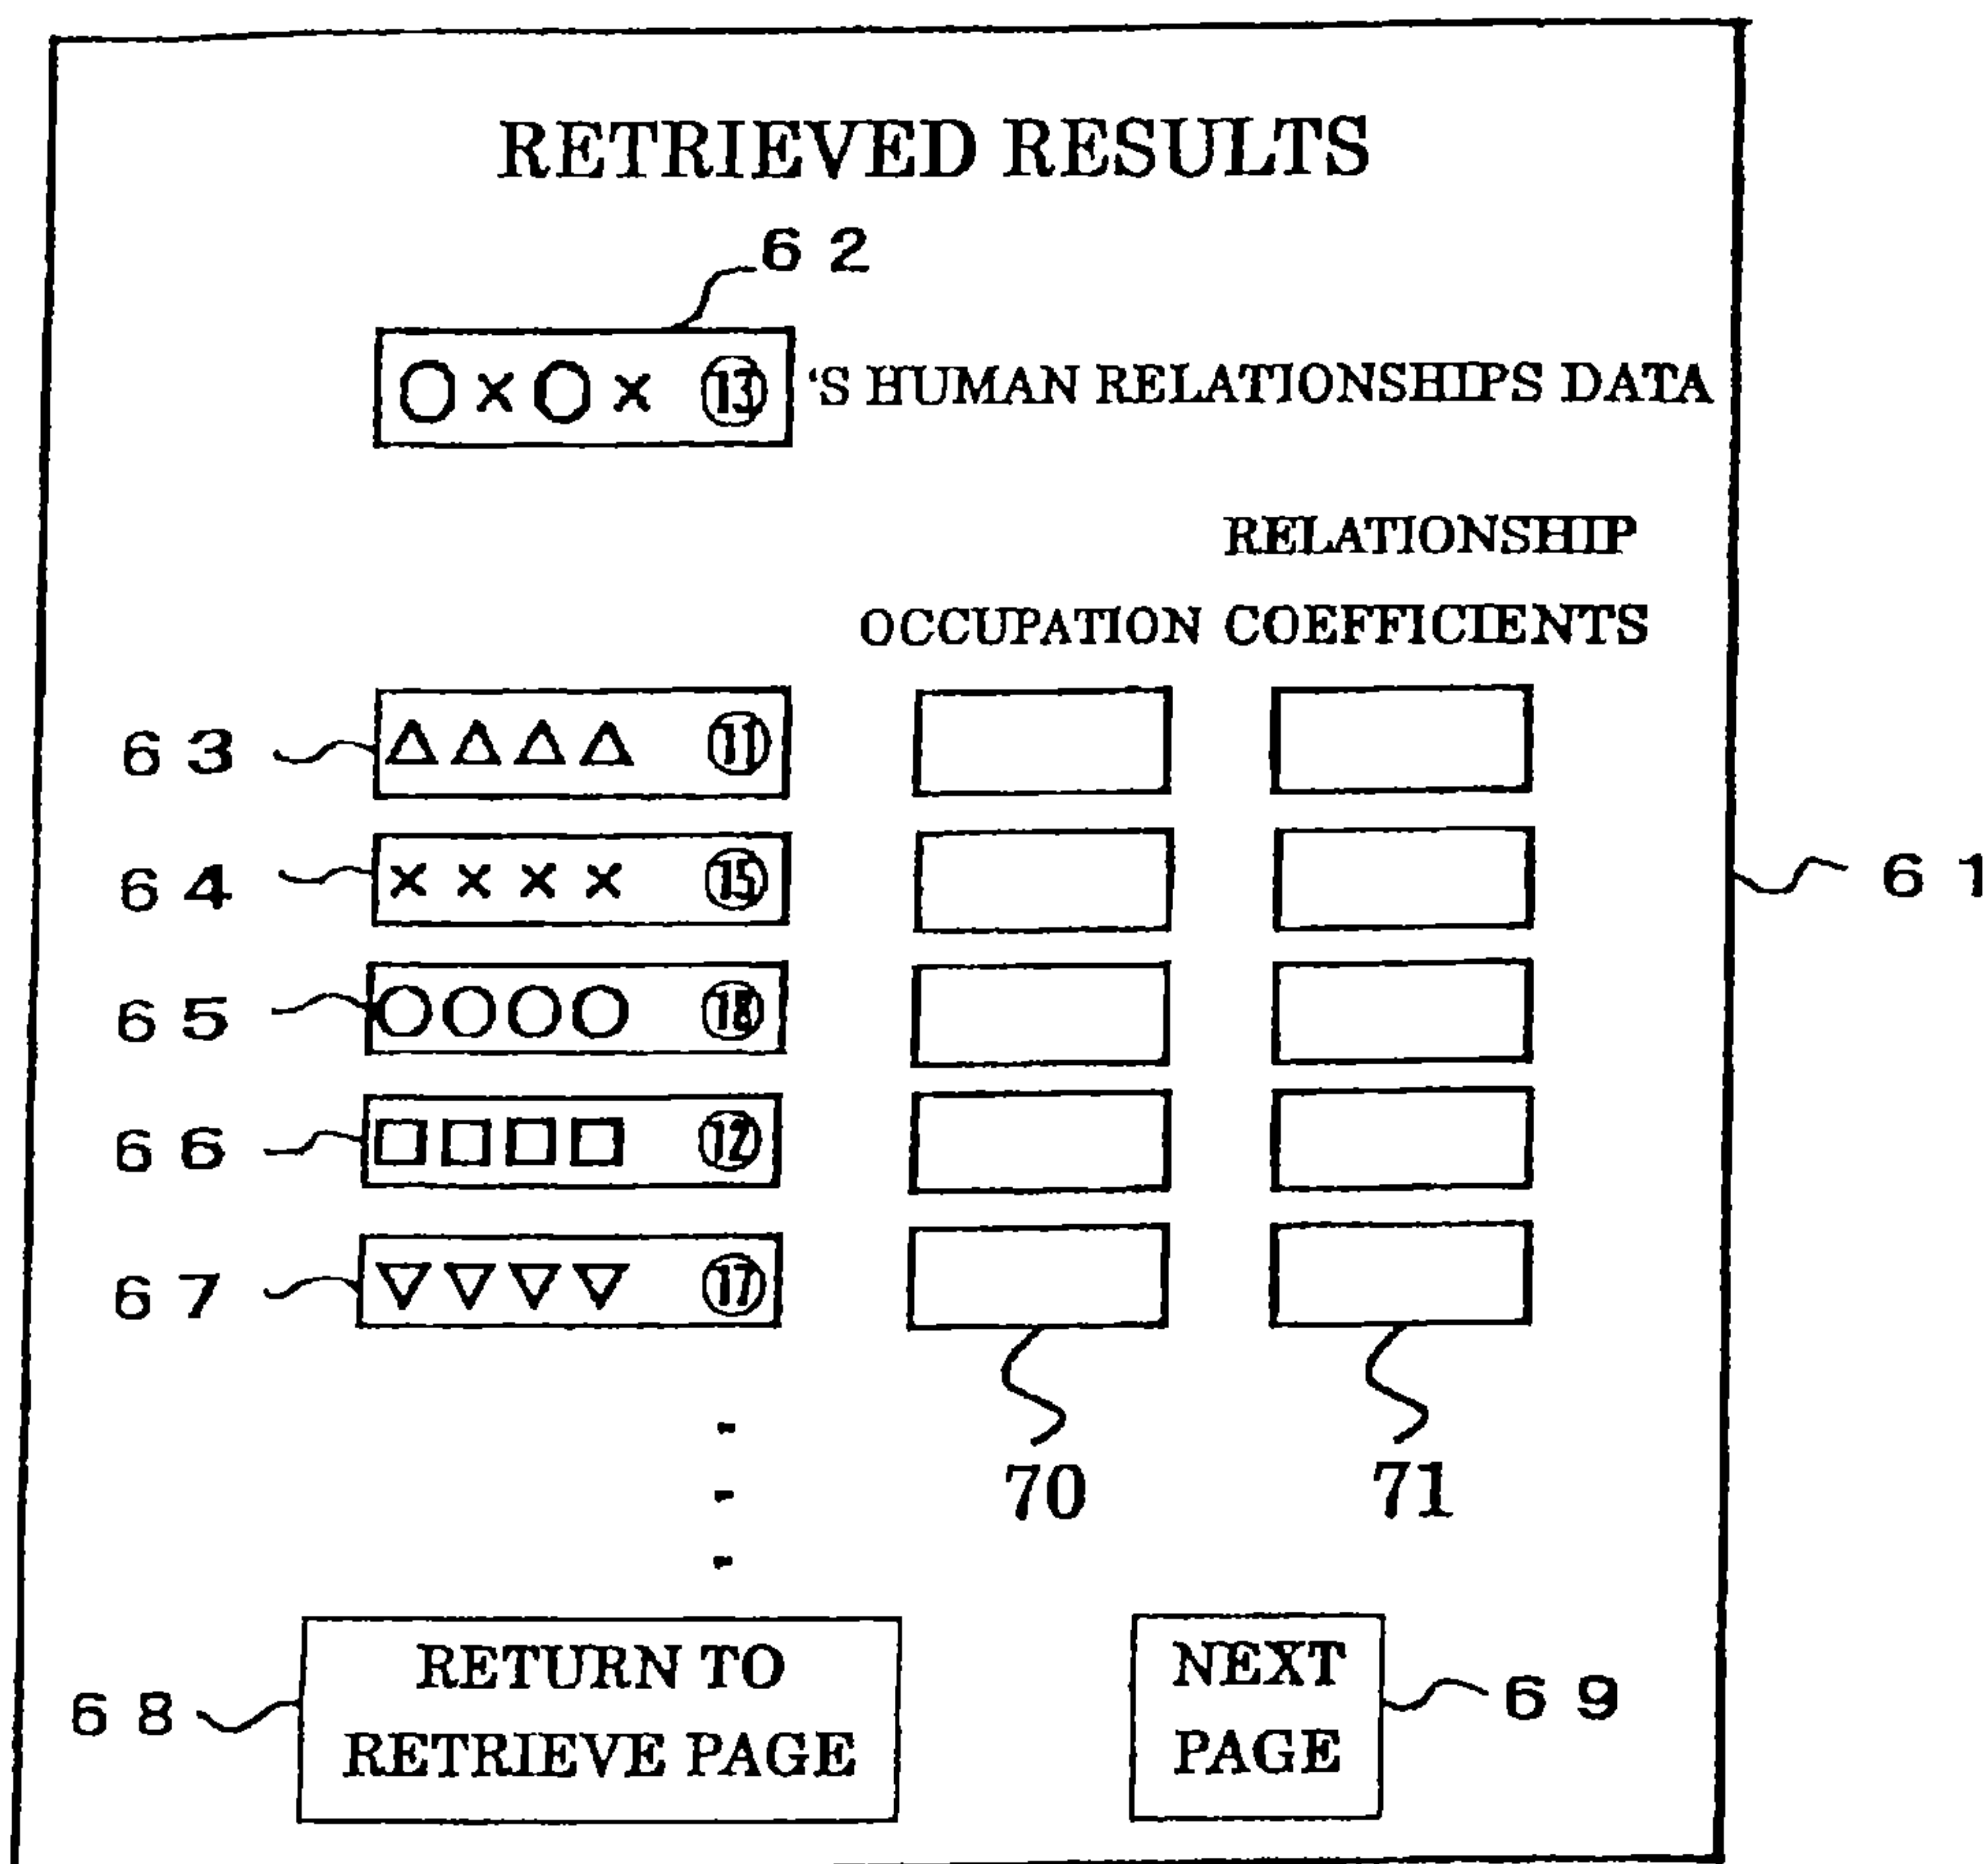 RETRIEVED RESULTS
62
○×○× ⑬ 'S HUMAN RELATIONSHIPS DATA
RELATIONSHIP
OCCUPATION COEFFICIENTS
63 △△△△ ⑪
64 ×××× ⑮
61
65 ○○○○
66 □□□□ ⑫
67 ▽▽▽▽ ⑰
70 71
68 RETURN TO RETRIEVE PAGE
NEXT PAGE 69